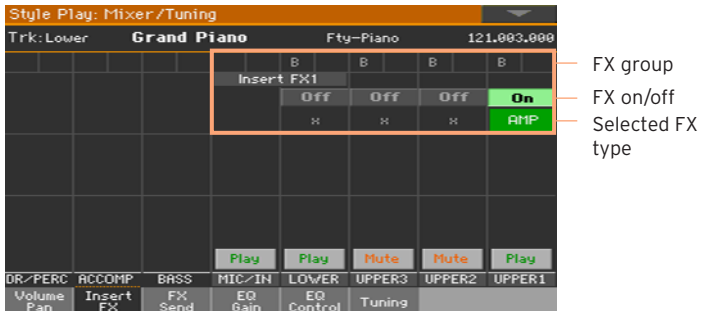 Style Play: Mixer/Tuning
Trk:Lower Grand Piano Fty-Piano 121.003.000
B B B B
FX group
Insert FX1
Off Off Off On
FX on/off
x x x AMP
Selected FX
type
Play Play Mute Mute Play
DR/PERC ACCOMP BASS MIC/IN LOWER UPPER3 UPPER2 UPPER1
Volume Pan Insert FX FX Send EQ Gain EQ Control Tuning